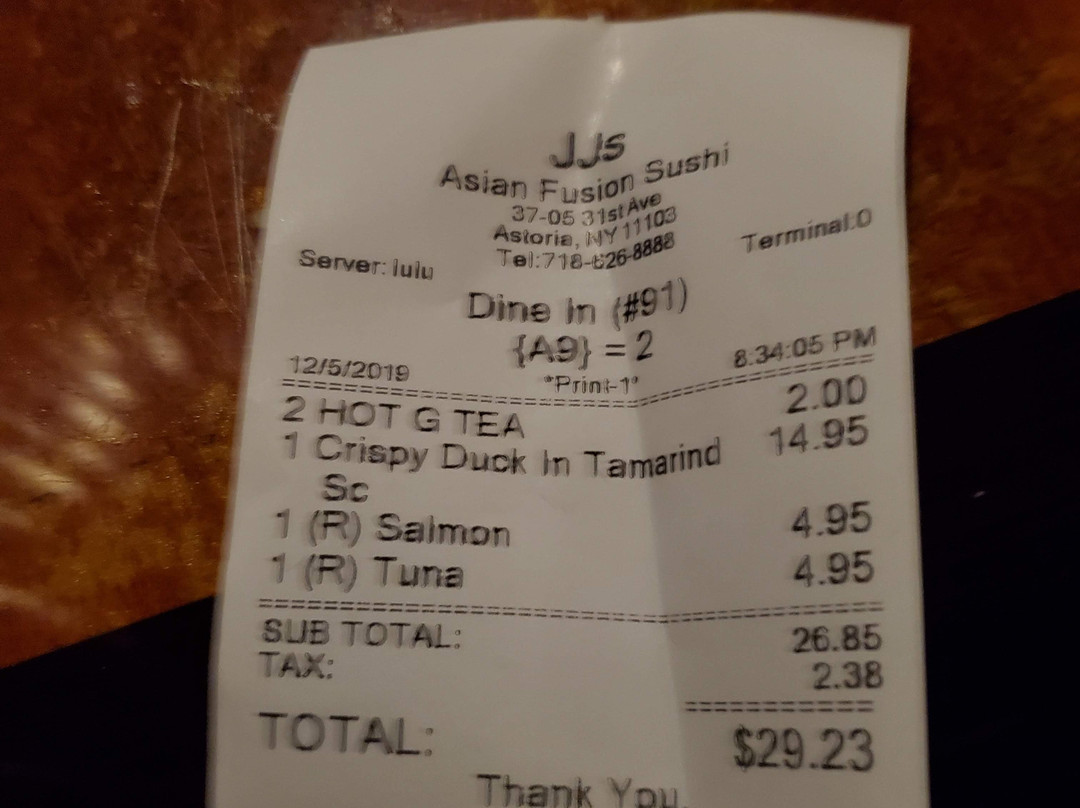 JJs
Asian Fusion Sushi
37-05 31st Ave
Astoria, NY 11103
Tel:718-626-8888
Server: lulu Terminal:0
Dine In (#91)
{A9} = 2
12/5/2019 *Print-1* 8:34:05 PM
2 HOT G TEA 2.00
1 Crispy Duck In Tamarind 14.95
Sc
1 (R) Salmon 4.95
1 (R) Tuna 4.95
SUB TOTAL: 26.85
TAX: 2.38
TOTAL: $29.23
Thank You